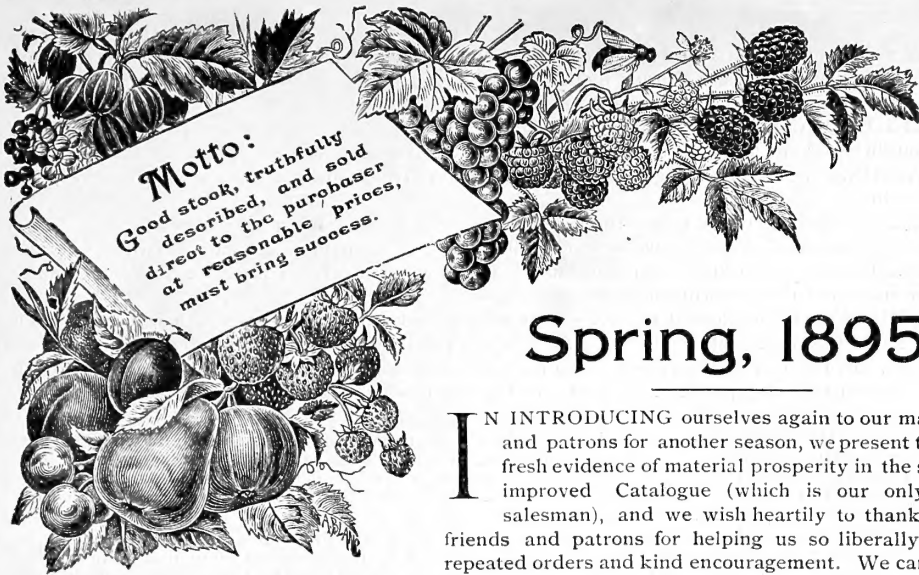 Motto:
Good stock, truthfully
described, and sold
direct to the purchaser
at reasonable prices,
must bring success.
Spring, 1895
IN INTRODUCING ourselves again to our
and patrons for another season, we present
fresh evidence of material prosperity in the
improved Catalogue (which is our only
salesman), and we wish heartily to thank
friends and patrons for helping us so liberally
repeated orders and kind encouragement. We